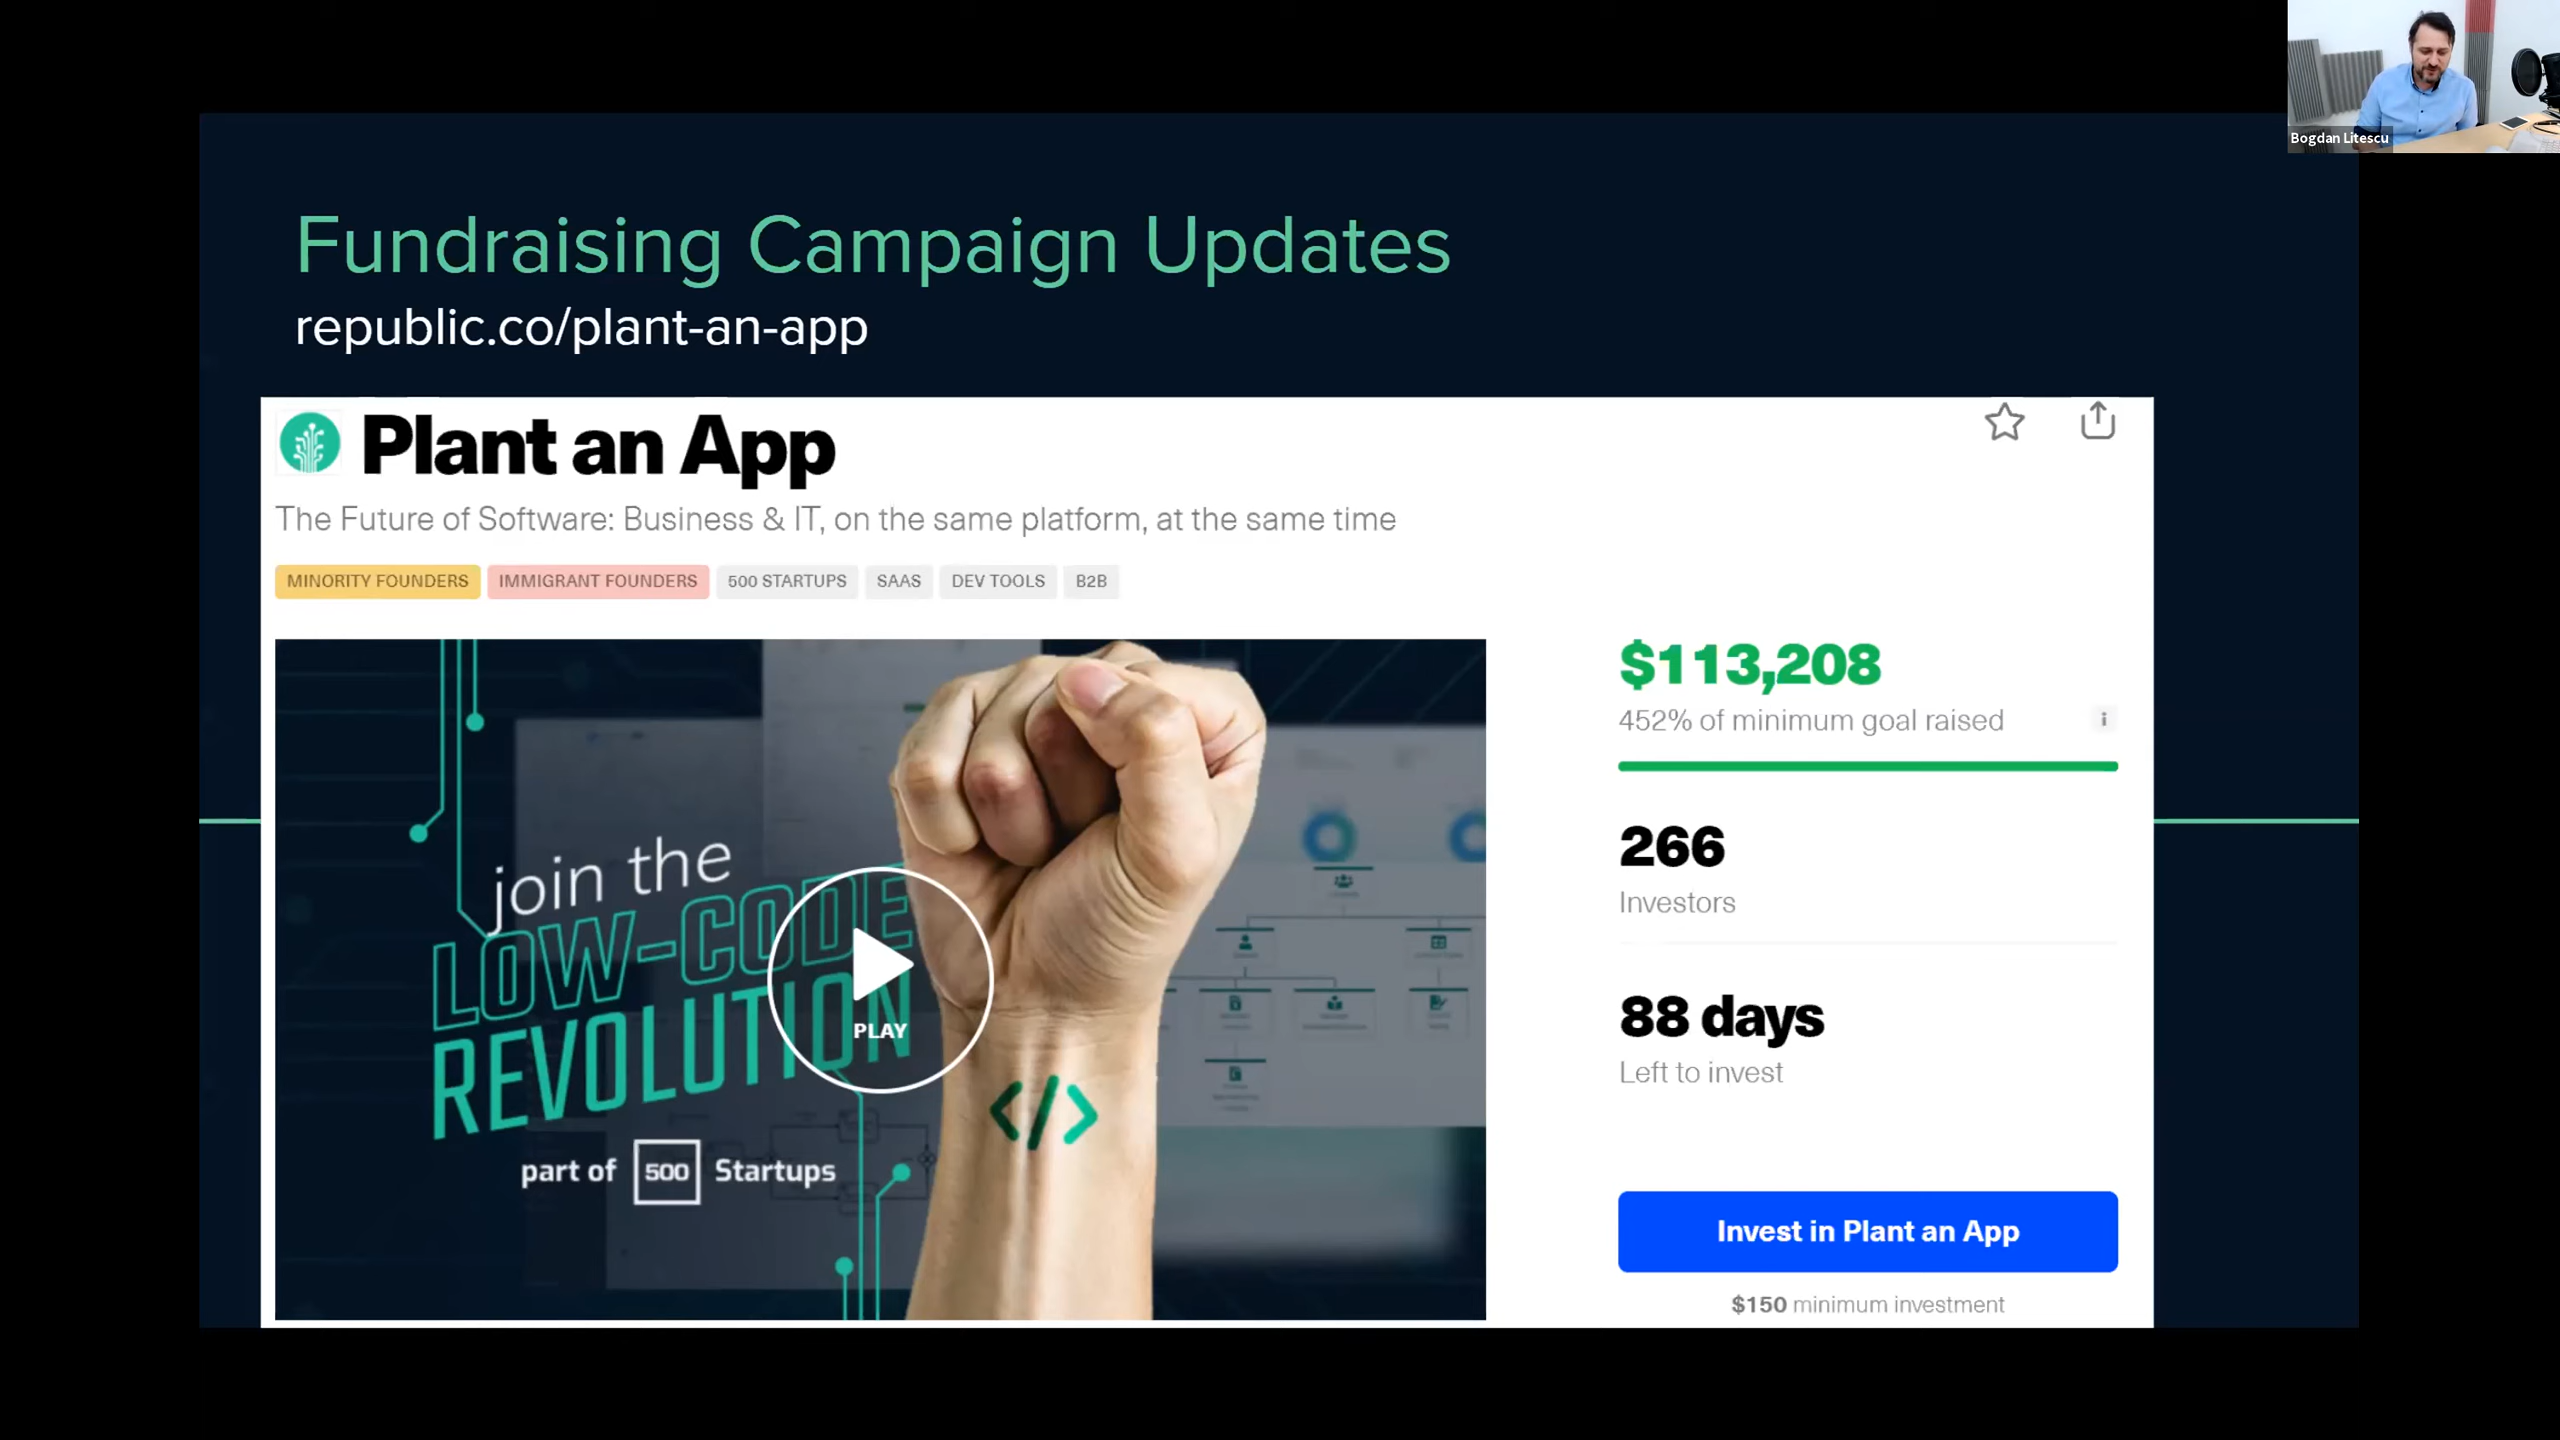 Bogdan Litescu
Fundraising Campaign Updates
republic.co/plant-an-app
Plant an App
The Future of Software: Business & IT, on the same platform, at the same time
MINORITY FOUNDERS IMMIGRANT FOUNDERS 500 STARTUPS SAAS DEV TOOLS B2B
join the
LOW-CODE
REVOLUTION
PLAY
</>
part of 500 Startups
$113,208
452% of minimum goal raised
i
266
Investors
88 days
Left to invest
Invest in Plant an App
$150 minimum investment